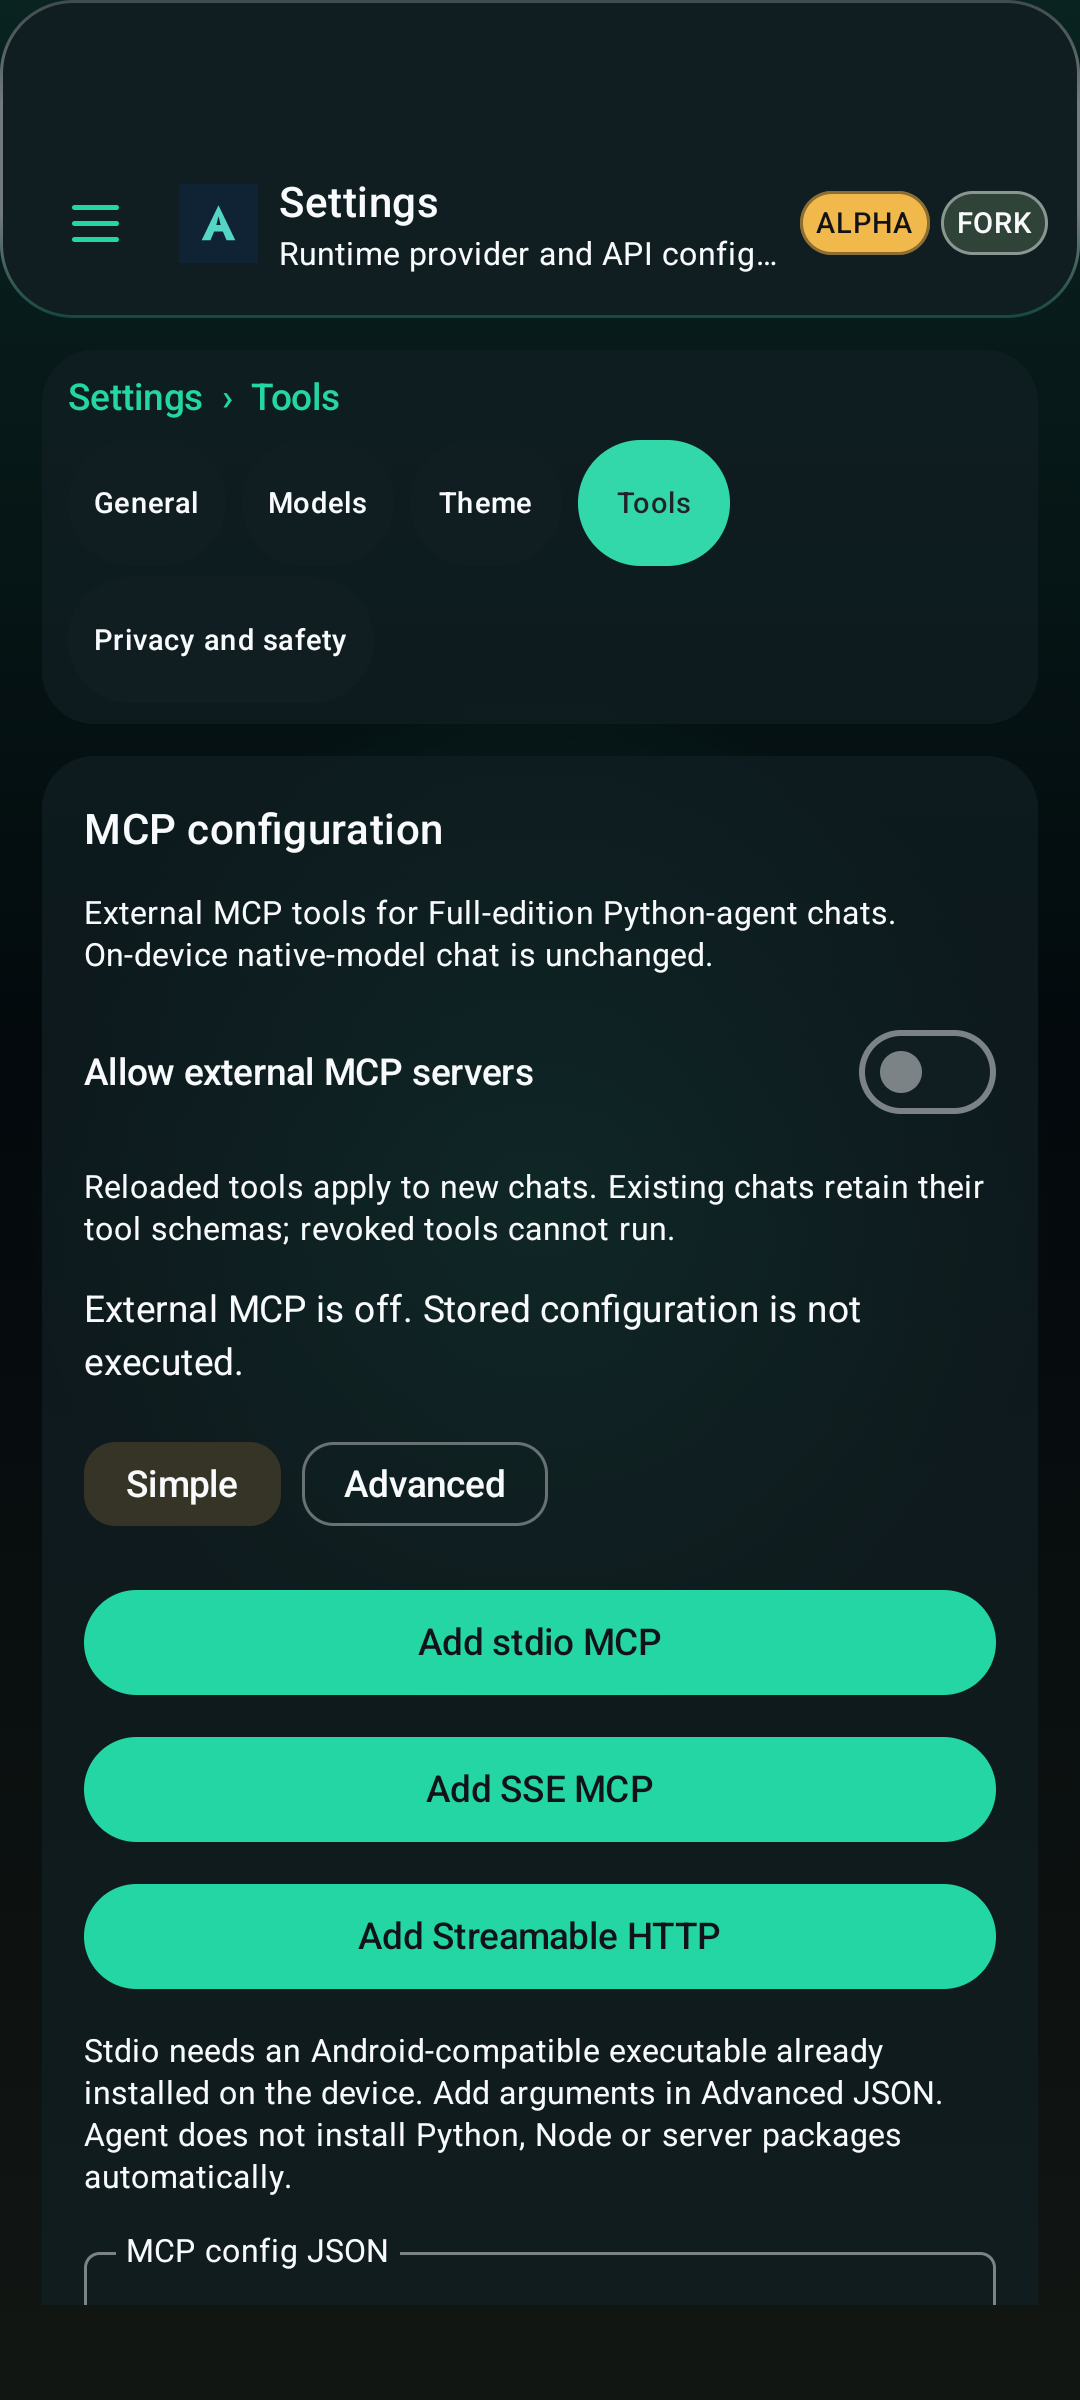 Settings
Runtime provider and API config…
ALPHA
FORK
Settings › Tools
General
Models
Theme
Tools
Privacy and safety
MCP configuration
External MCP tools for Full-edition Python-agent chats.
On-device native-model chat is unchanged.
Allow external MCP servers
Reloaded tools apply to new chats. Existing chats retain their
tool schemas; revoked tools cannot run.
External MCP is off. Stored configuration is not
executed.
Simple
Advanced
Add stdio MCP
Add SSE MCP
Add Streamable HTTP
Stdio needs an Android-compatible executable already
installed on the device. Add arguments in Advanced JSON.
Agent does not install Python, Node or server packages
automatically.
MCP config JSON